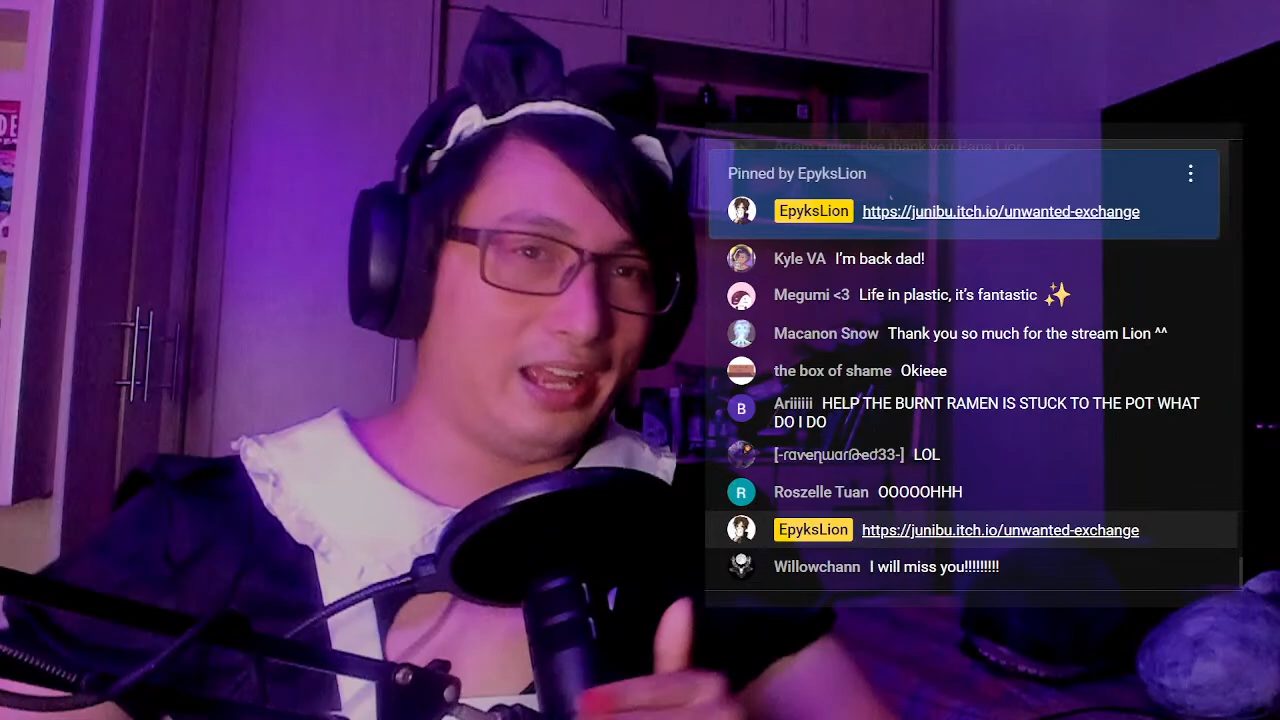 DE
Pinned by EpyksLion
EpyksLion https://junibu.itch.io/unwanted-exchange
Kyle VA I'm back dad!
Megumi <3 Life in plastic, it's fantastic ✨
Macanon Snow Thank you so much for the stream Lion ^^
the box of shame Okieee
B Ariiiiii HELP THE BURNT RAMEN IS STUCK TO THE POT WHAT
DO I DO
LOL
R Roszelle Tuan OOOOOHHH
EpyksLion https://junibu.itch.io/unwanted-exchange
Willowchann I will miss you!!!!!!!!!